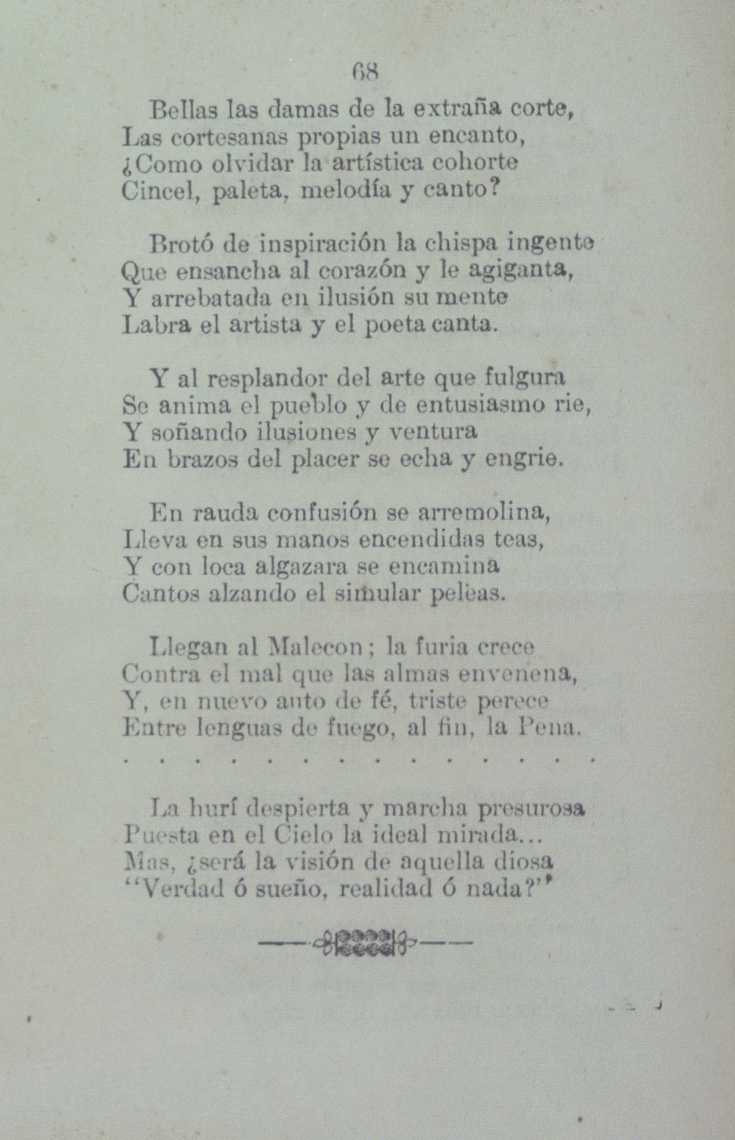 68
Bellas las damas de la extraña corte,
Las cortesanas propias un encanto,
¿Como olvidar la artística cohorte
Cincel, paleta, melodía y canto?
Brotó de inspiración la chispa ingente
Que ensancha al corazón y le agiganta,
Y arrebatada en ilusión su mente
Labra el artista y el poeta canta.
Y al resplandor del arte que fulgura
Se anima el pueblo y de entusiasmo rie,
Y soñando ilusiones y ventura
En brazos del placer se echa y engrie.
En rauda confusión se arremolina,
Lleva en sus manos encendidas teas,
Y con loca algazara se encamina
Cantos alzando el simular peleas.
Llegan al Malecon; la furia crece
Contra el mal que las almas envenena,
Y, en nuevo auto de fé, triste perece
Entre lenguas de fuego, al fin, la Pena.
. . . . . . . . . . . . . .
La hurí despierta y marcha presurosa
Puesta en el Cielo la ideal mirada...
Mas, ¿será la visión de aquella diosa
"Verdad ó sueño, realidad ó nada?"